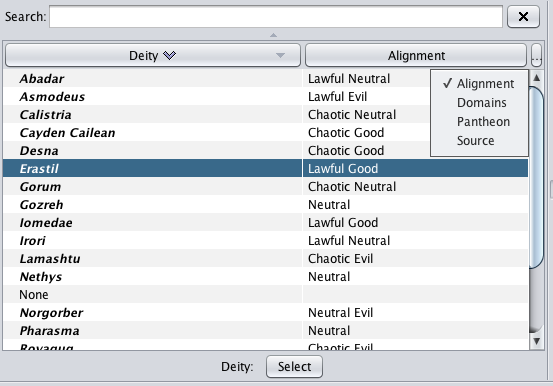 Search:
Deity Alignment ...
Abadar Lawful Neutral
Asmodeus Lawful Evil
Calistria Chaotic Neutral
Cayden Cailean Chaotic Good
Desna Chaotic Good
Erastil Lawful Good
Gorum Chaotic Neutral
Gozreh Neutral
Iomedae Lawful Good
Irori Lawful Neutral
Lamashtu Chaotic Evil
Nethys Neutral
None
Norgorber Neutral Evil
Pharasma Neutral
Rovagug Chaotic Evil
✓ Alignment
Domains
Pantheon
Source
Deity: Select